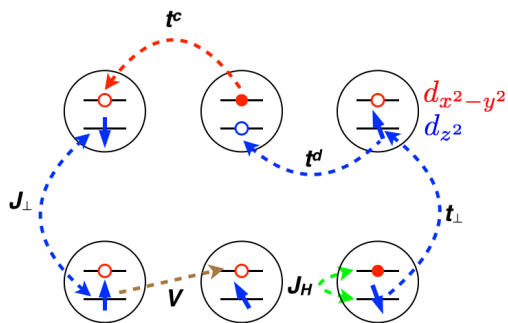 t^c
d_{x^2-y^2}
d_{z^2}
t^d
J_⊥
t_⊥
V
J_H